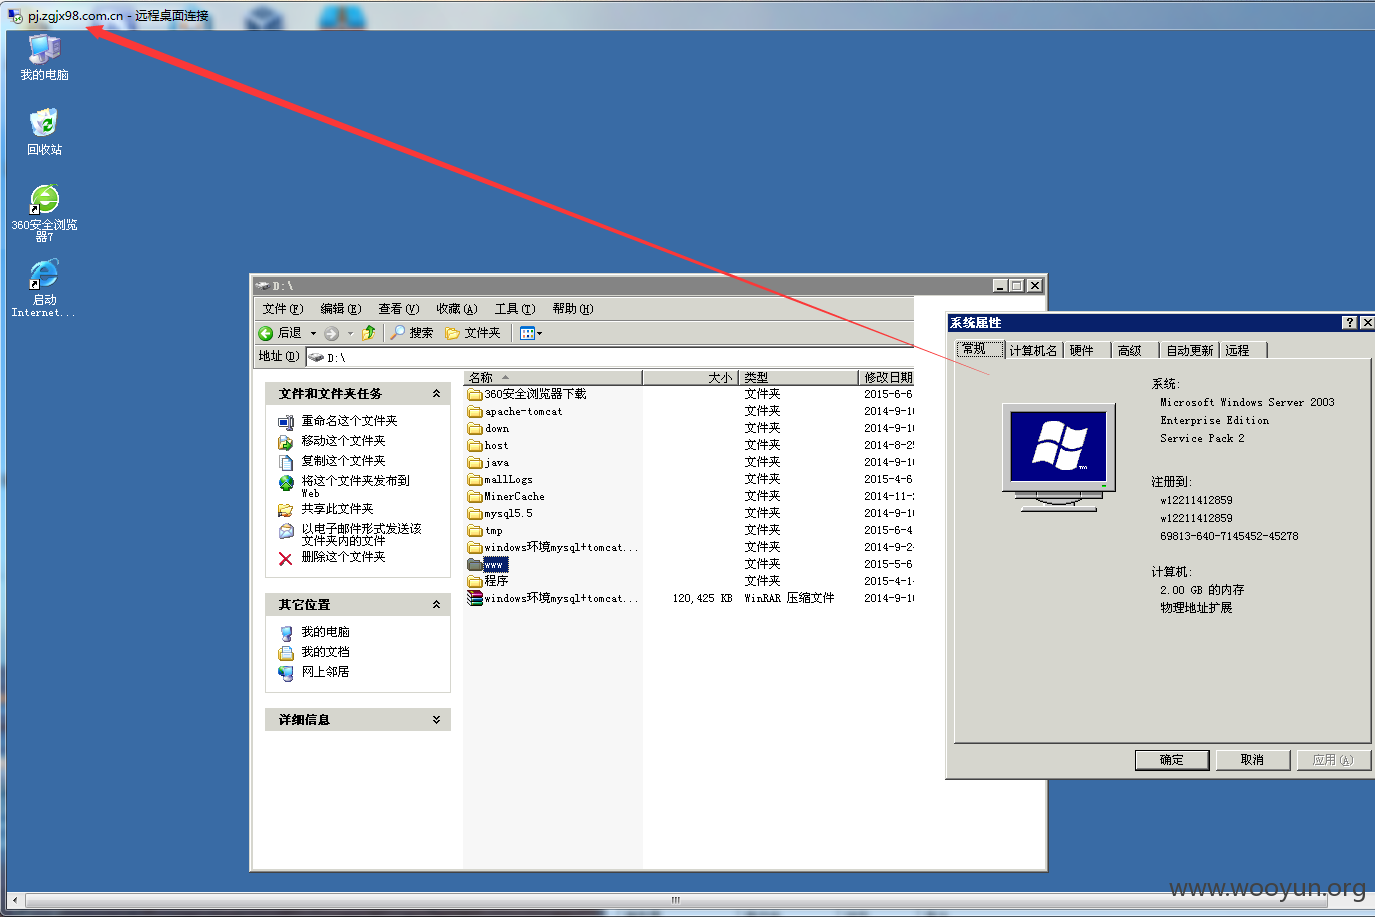 pj.zgjx98.com.cn - 远程桌面连接
我的电脑
回收站
360安全浏览
器7
启动
Internet...
D:\
文件(F) 编辑(E) 查看(V) 收藏(A) 工具(T) 帮助(H)
后退 搜索 文件夹
地址(D) D:\
文件和文件夹任务
重命名这个文件夹
移动这个文件夹
复制这个文件夹
将这个文件夹发布到
Web
共享此文件夹
以电子邮件形式发送该
文件夹内的文件
删除这个文件夹
其它位置
我的电脑
我的文档
网上邻居
详细信息
名称 大小 类型 修改日期
360安全浏览器下载 文件夹 2015-6-6
apache-tomcat 文件夹 2014-9-10
down 文件夹 2014-9-10
host 文件夹 2014-8-25
java 文件夹 2014-9-10
mallLogs 文件夹 2015-4-6
MinerCache 文件夹 2014-11-2
mysql5.5 文件夹 2014-9-10
tmp 文件夹 2015-6-4
windows环境mysql+tomcat... 文件夹 2014-9-2
www 文件夹 2015-5-6
程序 文件夹 2015-4-1
windows环境mysql+tomcat... 120,425 KB WinRAR 压缩文件 2014-9-10
系统属性
常规 计算机名 硬件 高级 自动更新 远程
系统:
Microsoft Windows Server 2003
Enterprise Edition
Service Pack 2
注册到:
w12211412859
w12211412859
69813-640-7145452-45278
计算机:
2.00 GB 的内存
物理地址扩展
确定 取消 应用(A)
www.wooyun.org